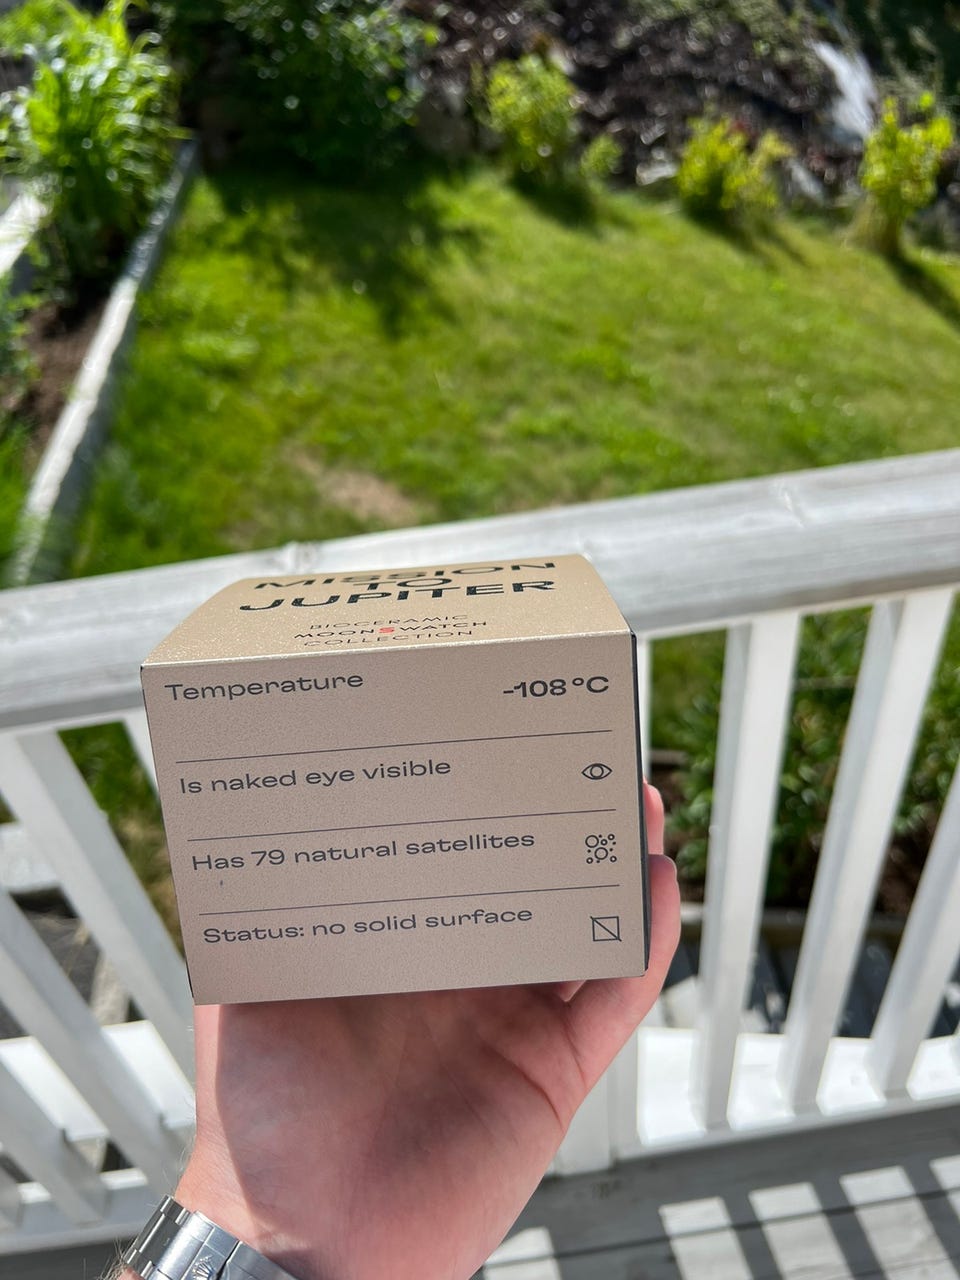 MISSION
TO
JUPITER
BIOCERAMIC
MOONSWATCH
COLLECTION
Temperature -108°C
Is naked eye visible
Has 79 natural satellites
Status: no solid surface